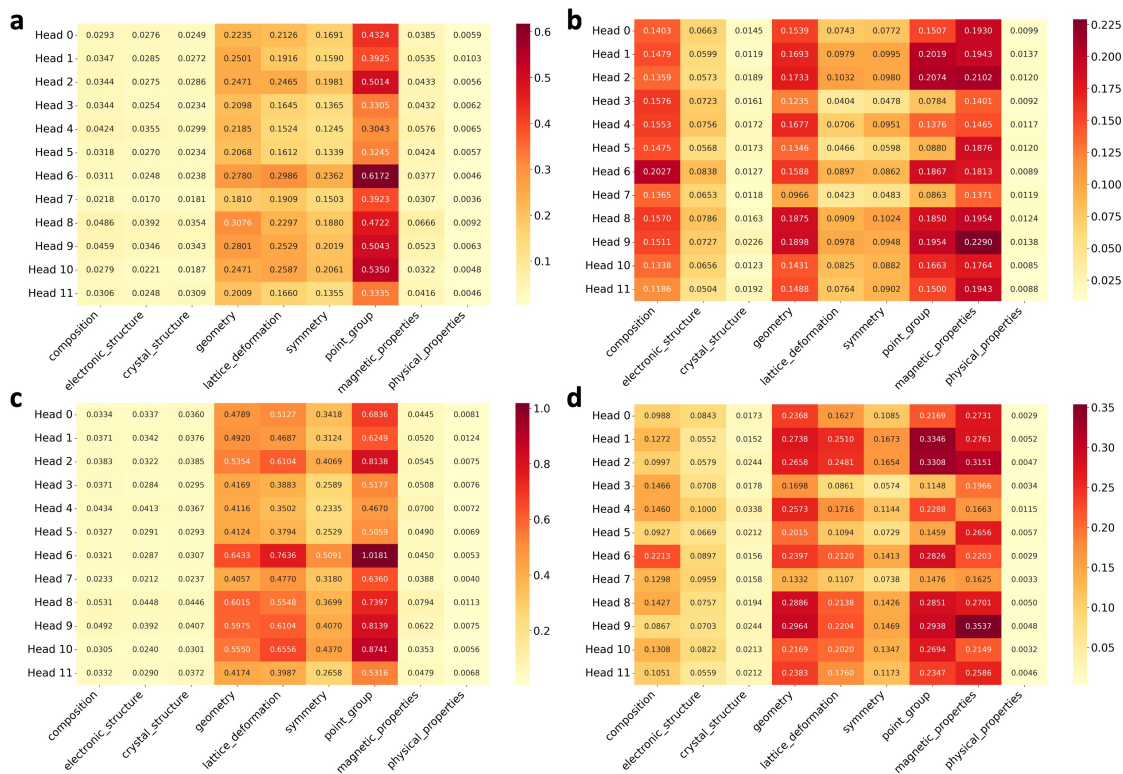 a
Head 0 0.0293 0.0276 0.0249 0.2235 0.2126 0.1691 0.4324 0.0385 0.0059
Head 1 0.0347 0.0285 0.0272 0.2501 0.1916 0.1590 0.3925 0.0535 0.0103
Head 2 0.0344 0.0275 0.0286 0.2471 0.2465 0.1981 0.5014 0.0433 0.0056
Head 3 0.0344 0.0254 0.0234 0.2098 0.1645 0.1365 0.3305 0.0432 0.0062
Head 4 0.0424 0.0355 0.0299 0.2185 0.1524 0.1245 0.3043 0.0576 0.0065
Head 5 0.0318 0.0270 0.0234 0.2068 0.1612 0.1339 0.3245 0.0424 0.0057
Head 6 0.0311 0.0248 0.0238 0.2780 0.2986 0.2362 0.6172 0.0377 0.0046
Head 7 0.0218 0.0170 0.0181 0.1810 0.1909 0.1503 0.3923 0.0307 0.0036
Head 8 0.0486 0.0392 0.0354 0.3076 0.2297 0.1880 0.4722 0.0666 0.0092
Head 9 0.0459 0.0346 0.0343 0.2801 0.2529 0.2019 0.5043 0.0523 0.0063
Head 10 0.0279 0.0221 0.0187 0.2471 0.2587 0.2061 0.5350 0.0322 0.0048
Head 11 0.0306 0.0248 0.0309 0.2009 0.1660 0.1355 0.3335 0.0416 0.0046
composition electronic_structure crystal_structure geometry lattice_deformation symmetry point_group magnetic_properties physical_properties
0.6
0.5
0.4
0.3
0.2
0.1
b
Head 0 0.1403 0.0663 0.0145 0.1539 0.0743 0.0772 0.1507 0.1930 0.0099
Head 1 0.1479 0.0599 0.0119 0.1693 0.0979 0.0995 0.2019 0.1943 0.0137
Head 2 0.1359 0.0573 0.0189 0.1733 0.1032 0.0980 0.2074 0.2102 0.0120
Head 3 0.1576 0.0723 0.0161 0.1235 0.0404 0.0478 0.0784 0.1401 0.0092
Head 4 0.1553 0.0756 0.0172 0.1677 0.0706 0.0951 0.1376 0.1465 0.0117
Head 5 0.1475 0.0568 0.0173 0.1346 0.0466 0.0598 0.0880 0.1876 0.0120
Head 6 0.2027 0.0838 0.0127 0.1588 0.0897 0.0862 0.1867 0.1813 0.0089
Head 7 0.1365 0.0653 0.0118 0.0966 0.0423 0.0483 0.0863 0.1371 0.0119
Head 8 0.1570 0.0786 0.0163 0.1875 0.0909 0.1024 0.1850 0.1954 0.0124
Head 9 0.1511 0.0727 0.0226 0.1898 0.0978 0.0948 0.1954 0.2290 0.0138
Head 10 0.1338 0.0656 0.0123 0.1431 0.0825 0.0882 0.1663 0.1764 0.0085
Head 11 0.1186 0.0504 0.0192 0.1488 0.0764 0.0902 0.1500 0.1943 0.0088
composition electronic_structure crystal_structure geometry lattice_deformation symmetry point_group magnetic_properties physical_properties
0.225
0.200
0.175
0.150
0.125
0.100
0.075
0.050
0.025
c
Head 0 0.0334 0.0337 0.0360 0.4789 0.5127 0.3418 0.6836 0.0445 0.0081
Head 1 0.0371 0.0342 0.0376 0.4920 0.4687 0.3124 0.6249 0.0520 0.0124
Head 2 0.0383 0.0322 0.0385 0.5354 0.6104 0.4069 0.8138 0.0545 0.0075
Head 3 0.0371 0.0284 0.0295 0.4169 0.3883 0.2589 0.5177 0.0508 0.0076
Head 4 0.0434 0.0413 0.0367 0.4116 0.3502 0.2335 0.4670 0.0700 0.0072
Head 5 0.0327 0.0291 0.0293 0.4124 0.3794 0.2529 0.5059 0.0490 0.0069
Head 6 0.0321 0.0287 0.0307 0.6433 0.7636 0.5091 1.0181 0.0450 0.0053
Head 7 0.0233 0.0212 0.0237 0.4057 0.4770 0.3180 0.6360 0.0388 0.0040
Head 8 0.0531 0.0448 0.0446 0.6015 0.5548 0.3699 0.7397 0.0794 0.0113
Head 9 0.0492 0.0392 0.0407 0.5975 0.6104 0.4070 0.8139 0.0622 0.0075
Head 10 0.0305 0.0240 0.0301 0.5550 0.6556 0.4370 0.8741 0.0353 0.0056
Head 11 0.0332 0.0290 0.0372 0.4174 0.3987 0.2658 0.5316 0.0479 0.0068
composition electronic_structure crystal_structure geometry lattice_deformation symmetry point_group magnetic_properties physical_properties
1.0
0.8
0.6
0.4
0.2
d
Head 0 0.0988 0.0843 0.0173 0.2368 0.1627 0.1085 0.2169 0.2731 0.0029
Head 1 0.1272 0.0552 0.0152 0.2738 0.2510 0.1673 0.3346 0.2761 0.0052
Head 2 0.0997 0.0579 0.0244 0.2658 0.2481 0.1654 0.3308 0.3151 0.0047
Head 3 0.1466 0.0708 0.0178 0.1698 0.0861 0.0574 0.1148 0.1966 0.0034
Head 4 0.1460 0.1000 0.0338 0.2573 0.1716 0.1144 0.2288 0.1663 0.0115
Head 5 0.0927 0.0669 0.0212 0.2015 0.1094 0.0729 0.1459 0.2656 0.0057
Head 6 0.2213 0.0897 0.0156 0.2397 0.2120 0.1413 0.2826 0.2203 0.0029
Head 7 0.1298 0.0959 0.0158 0.1332 0.1107 0.0738 0.1476 0.1625 0.0033
Head 8 0.1427 0.0757 0.0194 0.2886 0.2138 0.1426 0.2851 0.2701 0.0050
Head 9 0.0867 0.0703 0.0244 0.2964 0.2204 0.1469 0.2938 0.3537 0.0048
Head 10 0.1308 0.0822 0.0213 0.2169 0.2020 0.1347 0.2694 0.2149 0.0032
Head 11 0.1051 0.0559 0.0212 0.2383 0.1760 0.1173 0.2347 0.2586 0.0046
composition electronic_structure crystal_structure geometry lattice_deformation symmetry point_group magnetic_properties physical_properties
0.35
0.30
0.25
0.20
0.15
0.10
0.05